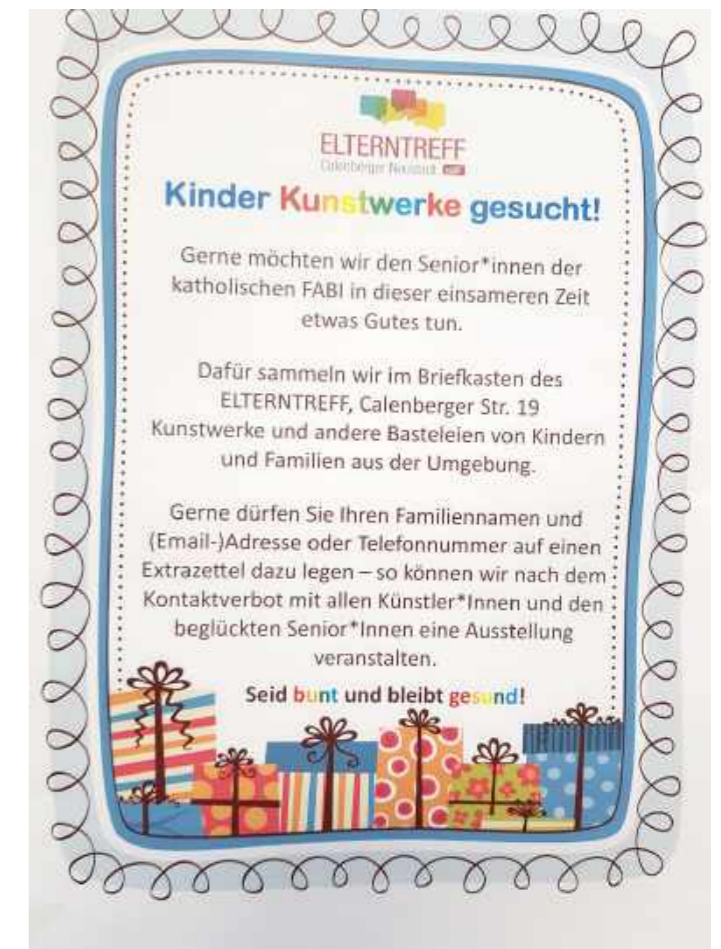 ELTERNTREFF
Calenberger Neustadt
Kinder Kunstwerke gesucht!
Gerne möchten wir den Senior*innen der
katholischen FABI in dieser einsameren Zeit
etwas Gutes tun.
Dafür sammeln wir im Briefkasten des
ELTERNTREFF, Calenberger Str. 19
Kunstwerke und andere Basteleien von Kindern
und Familien aus der Umgebung.
Gerne dürfen Sie Ihren Familiennamen und
(Email-)Adresse oder Telefonnummer auf einen
Extrazettel dazu legen – so können wir nach dem
Kontaktverbot mit allen Künstler*Innen und den
beglückten Senior*Innen eine Ausstellung
veranstalten.
Seid bunt und bleibt gesund!